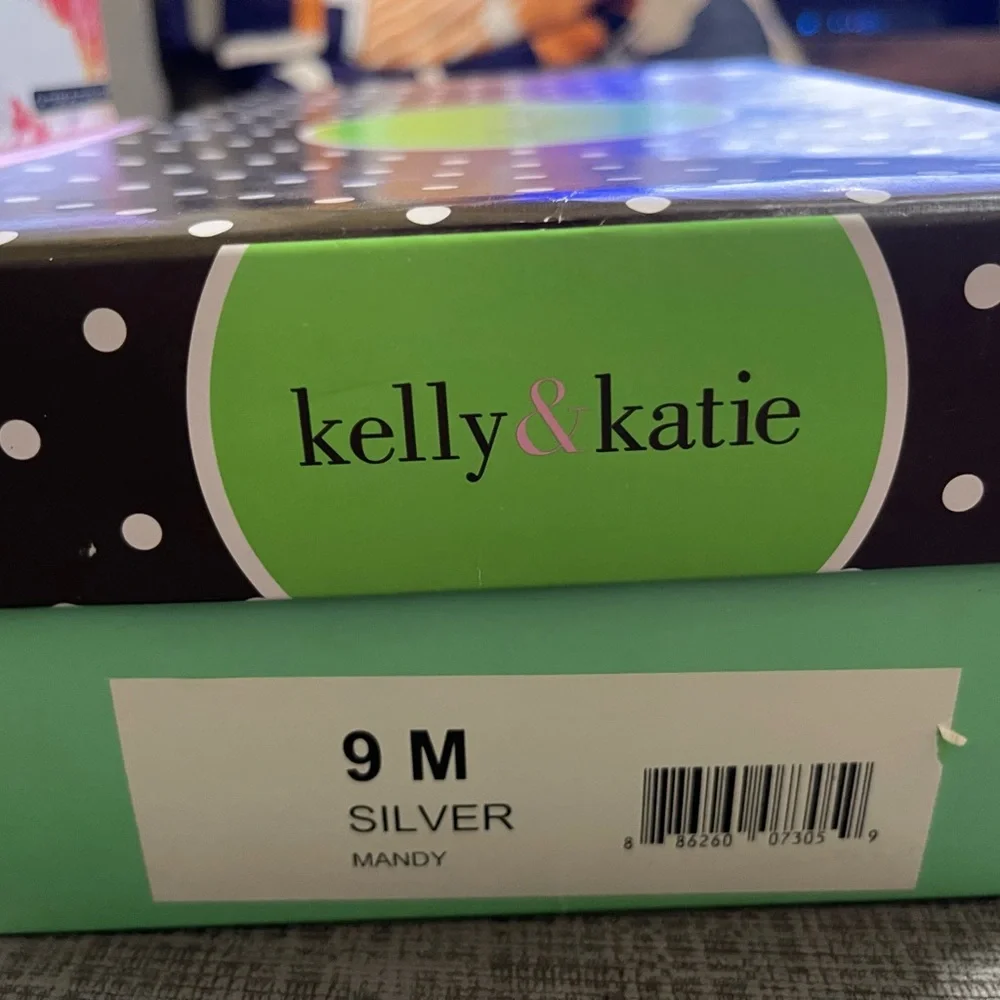 kelly & katie
9 M
SILVER
MANDY
8 86260 07305 9